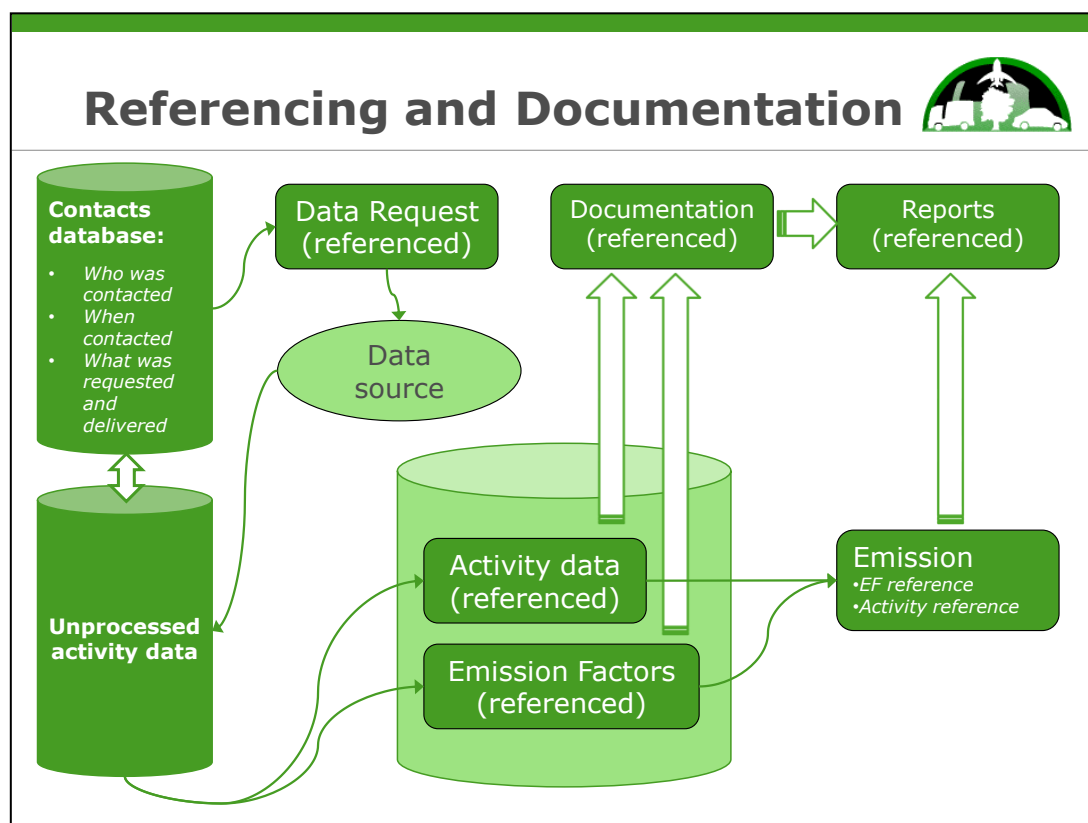 Referencing and Documentation
Contacts
database:
• Who was
contacted
• When
contacted
• What was
requested
and
delivered
Data Request
(referenced)
Documentation
(referenced)
Reports
(referenced)
Data
source
Unprocessed
activity data
Activity data
(referenced)
Emission Factors
(referenced)
Emission
•EF reference
•Activity reference